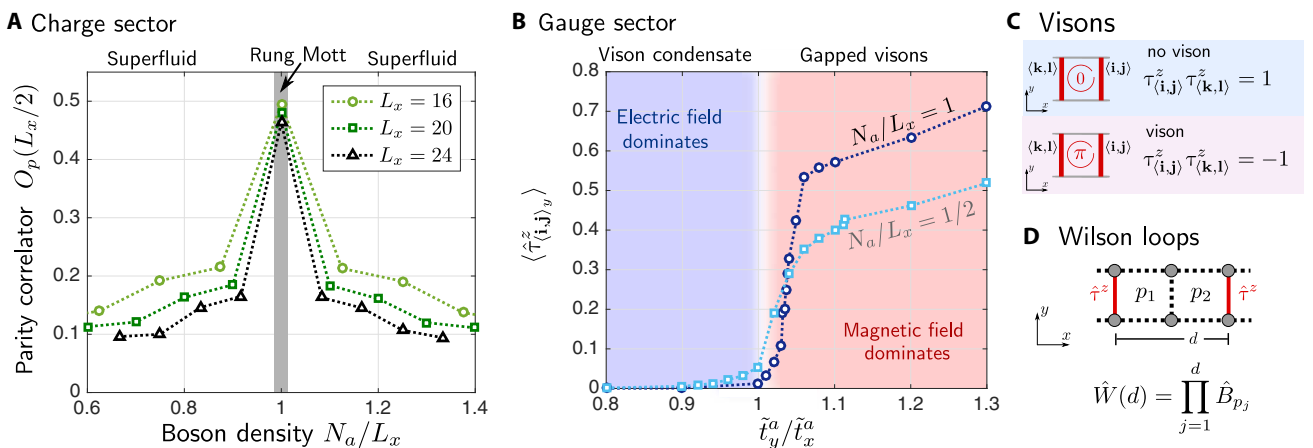 A Charge sector
Superfluid
Rung Mott
Superfluid
L_x = 16
L_x = 20
L_x = 24
Parity correlator O_p(L_x/2)
0.5
0.4
0.3
0.2
0.1
0
0.6
0.8
1
1.2
1.4
Boson density N_a/L_x
B Gauge sector
Vison condensate
Gapped visons
Electric field
dominates
N_a/L_x = 1
N_a/L_x = 1/2
Magnetic field
dominates
⟨τ̂^z_{⟨i,j⟩_y}⟩
0.8
0.7
0.6
0.5
0.4
0.3
0.2
0.1
0
0.8
0.9
1.0
1.1
1.2
1.3
t̃_y^a/t̃_x^a
C Visons
no vison
⟨k,l⟩ 0 ⟨i,j⟩
τ^z_{⟨i,j⟩} τ^z_{⟨k,l⟩} = 1
y
x
vison
⟨k,l⟩ π ⟨i,j⟩
τ^z_{⟨i,j⟩} τ^z_{⟨k,l⟩} = −1
y
x
D Wilson loops
τ̂^z p_1 p_2 τ̂^z
y
x
d
Ŵ(d) = ∏_{j=1}^{d} B̂_{p_j}